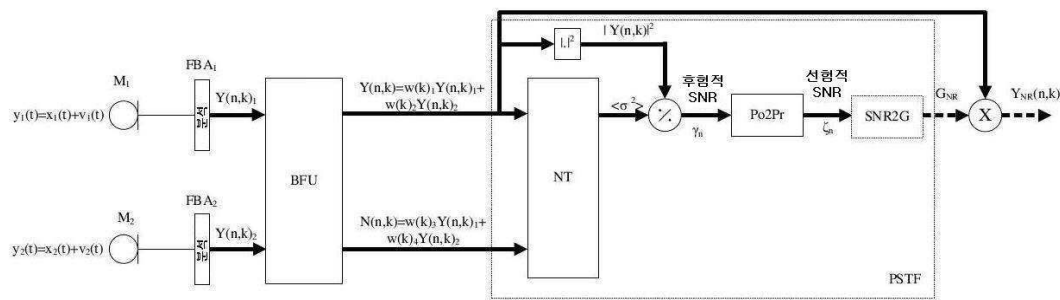 | Y(n,k)|²
|.|²
M₁
FBA₁
분석
Y(n,k)₁
y₁(t)=x₁(t)+v₁(t)
Y(n,k)=w(k)₁Y(n,k)₁+
w(k)₂Y(n,k)₂
BFU
NT
<σ²>
٪
후험적
SNR
γₙ
Po2Pr
선험적
SNR
ζₙ
SNR2G
G_NR
X
Y_NR(n,k)
M₂
FBA₂
분석
Y(n,k)₂
y₂(t)=x₂(t)+v₂(t)
N(n,k)=w(k)₃Y(n,k)₁+
w(k)₄Y(n,k)₂
PSTF